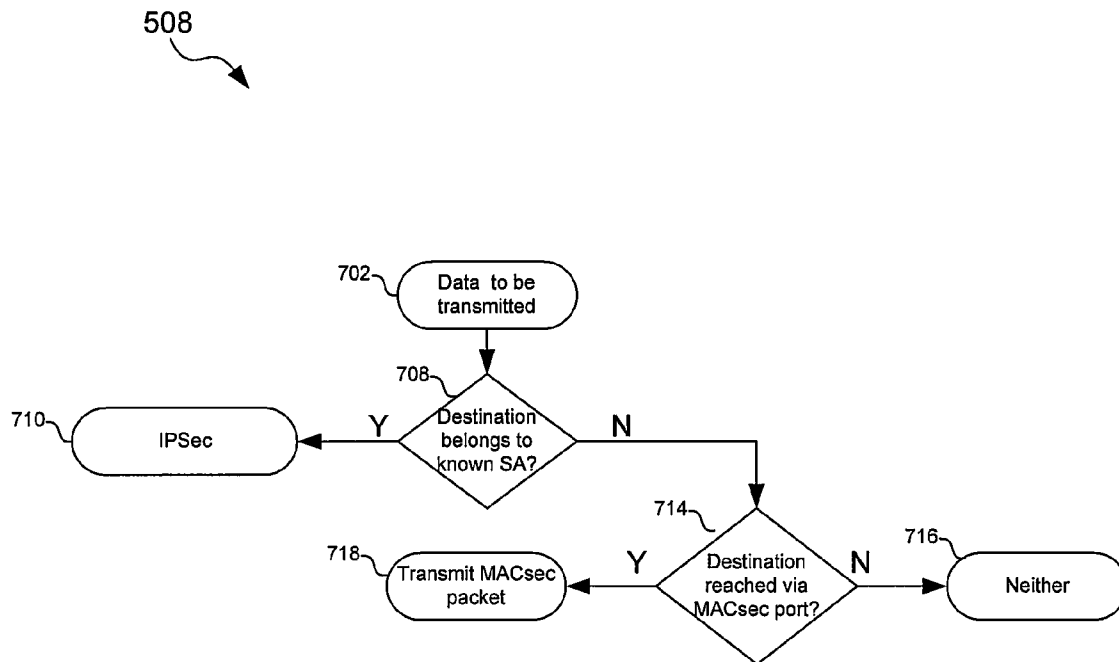 508
702
Data to be
transmitted
708
Destination
belongs to
known SA?
Y
N
710
IPSec
714
Destination
reached via
MACsec port?
Y
N
718
Transmit MACsec
packet
716
Neither